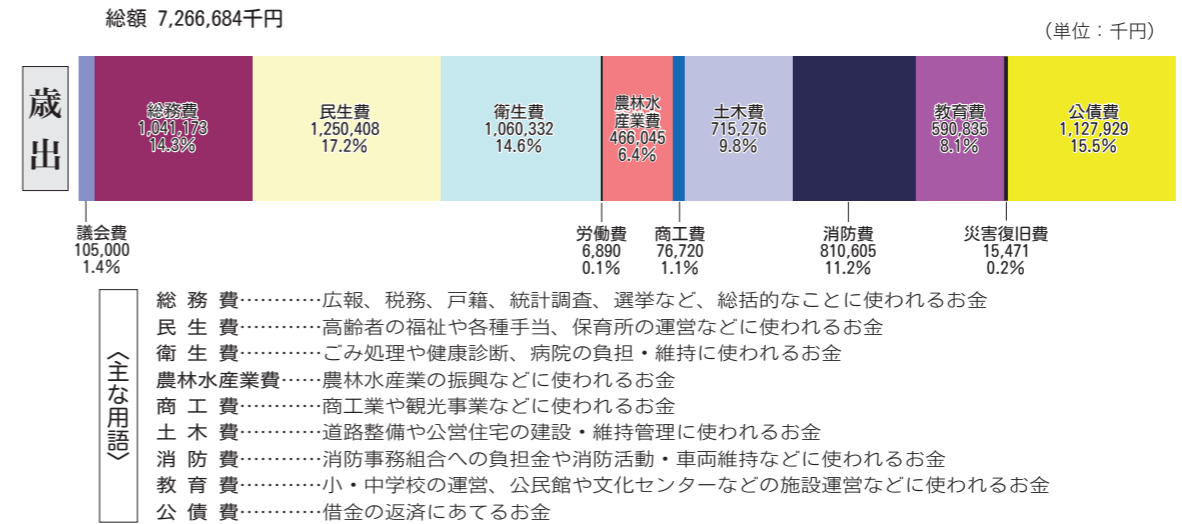 総額 7,266,684千円
(単位:千円)
歳出
総務費
1,041,173
14.3%
民生費
1,250,408
17.2%
衛生費
1,060,332
14.6%
農林水
産業費
466,045
6.4%
土木費
715,276
9.8%
教育費
590,835
8.1%
公債費
1,127,929
15.5%
議会費
105,000
1.4%
労働費
6,890
0.1%
商工費
76,720
1.1%
消防費
810,605
11.2%
災害復旧費
15,471
0.2%
〈主な用語〉
総務費…………広報、税務、戸籍、統計調査、選挙など、総括的なことに使われるお金
民生費…………高齢者の福祉や各種手当、保育所の運営などに使われるお金
衛生費…………ごみ処理や健康診断、病院の負担・維持に使われるお金
農林水産業費……農林水産業の振興などに使われるお金
商工費…………商工業や観光事業などに使われるお金
土木費…………道路整備や公営住宅の建設・維持管理に使われるお金
消防費…………消防事務組合への負担金や消防活動・車両維持などに使われるお金
教育費…………小・中学校の運営、公民館や文化センターなどの施設運営などに使われるお金
公債費…………借金の返済にあてるお金